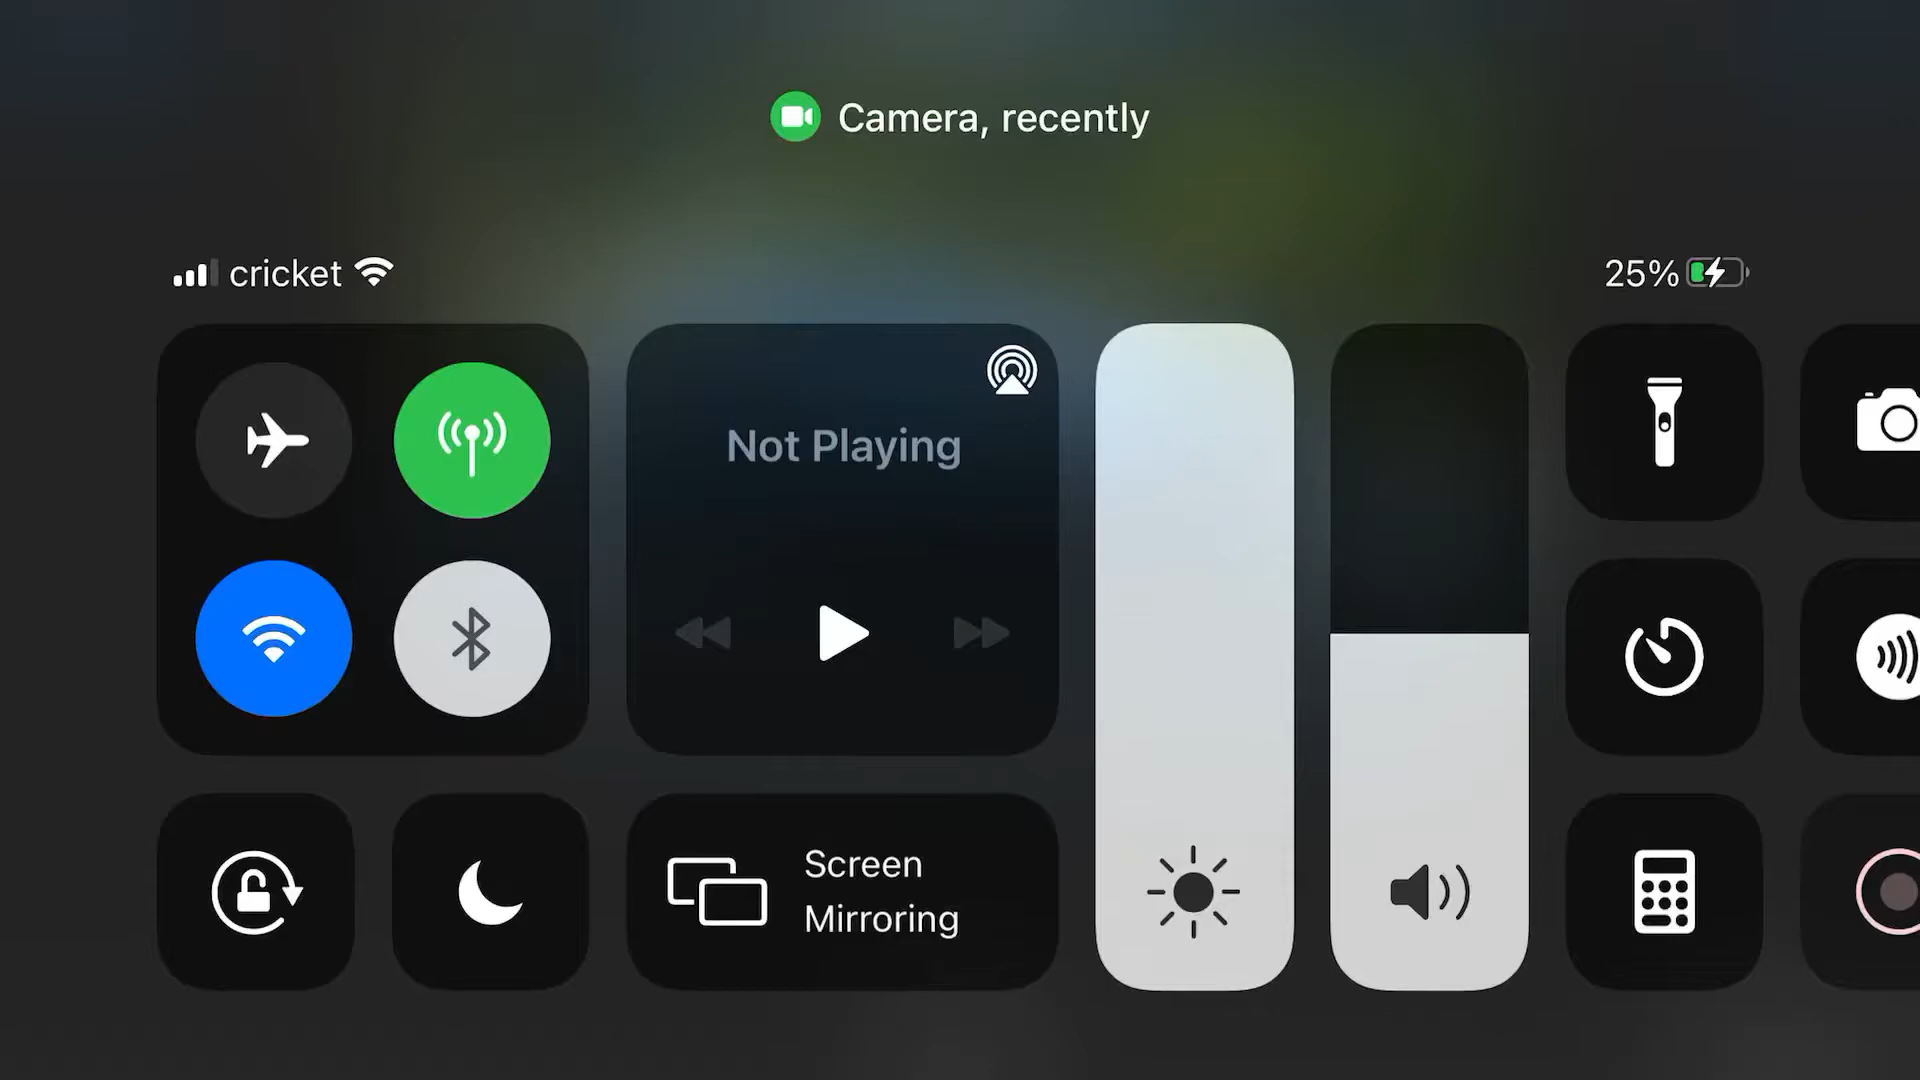 Camera, recently
cricket
25%
Not Playing
Screen
Mirroring